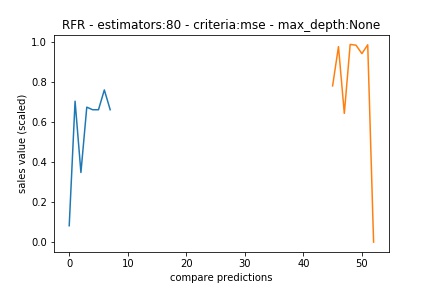 RFR - estimators:80 - criteria:mse - max_depth:None
1.0
0.8
0.6
0.4
0.2
0.0
sales value (scaled)
0 10 20 30 40 50
compare predictions